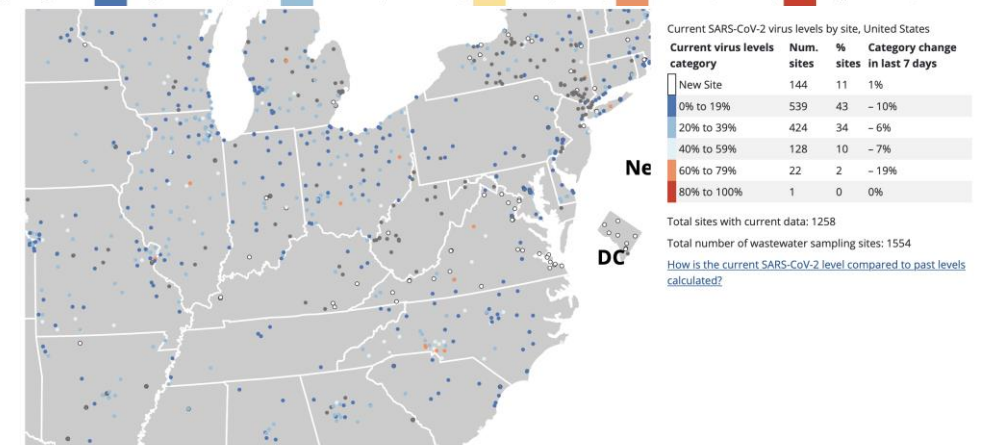 Current SARS-CoV-2 virus levels by site, United States
Current virus levels category Num. sites % sites Category change in last 7 days
New Site 144 11 1%
0% to 19% 539 43 – 10%
20% to 39% 424 34 – 6%
40% to 59% 128 10 – 7%
60% to 79% 22 2 – 19%
80% to 100% 1 0 0%
Total sites with current data: 1258
Total number of wastewater sampling sites: 1554
How is the current SARS-CoV-2 level compared to past levels
calculated?
Ne
DC